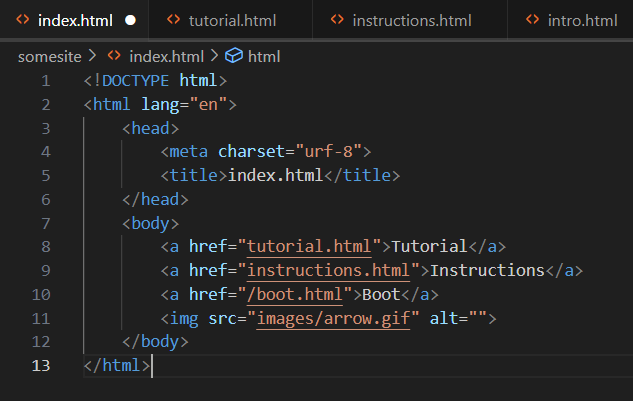 index.html tutorial.html instructions.html intro.html
somesite > index.html > html
1 <!DOCTYPE html>
2 <html lang="en">
3 <head>
4 <meta charset="urf-8">
5 <title>index.html</title>
6 </head>
7 <body>
8 <a href="tutorial.html">Tutorial</a>
9 <a href="instructions.html">Instructions</a>
10 <a href="/boot.html">Boot</a>
11 <img src="images/arrow.gif" alt="">
12 </body>
13 </html>